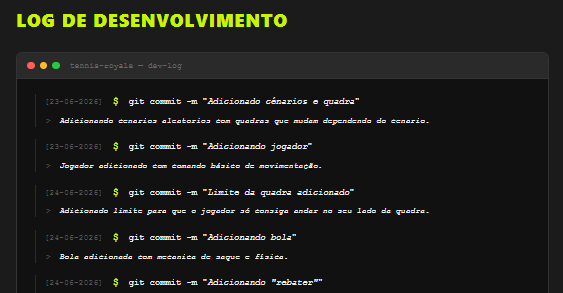 LOG DE DESENVOLVIMENTO
tennis-royale — dev-log
[23-06-2026] $ git commit -m "Adicionado cénarios e quadra"
> Adicionando cenarios aleatorios com quadras que mudam dependendo do cenario.
[23-06-2026] $ git commit -m "Adicionando jogador"
> Jogador adicionado com comando básico de movimentação.
[24-06-2026] $ git commit -m "Limite da quadra adicionado"
> Adicionado limite para que o jogador só consiga andar no seu lado da quadra.
[24-06-2026] $ git commit -m "Adicionando bola"
> Bola adicionada com mecanica de saque e fisica.
[24-06-2026] $ git commit -m "Adicionando "rebater""